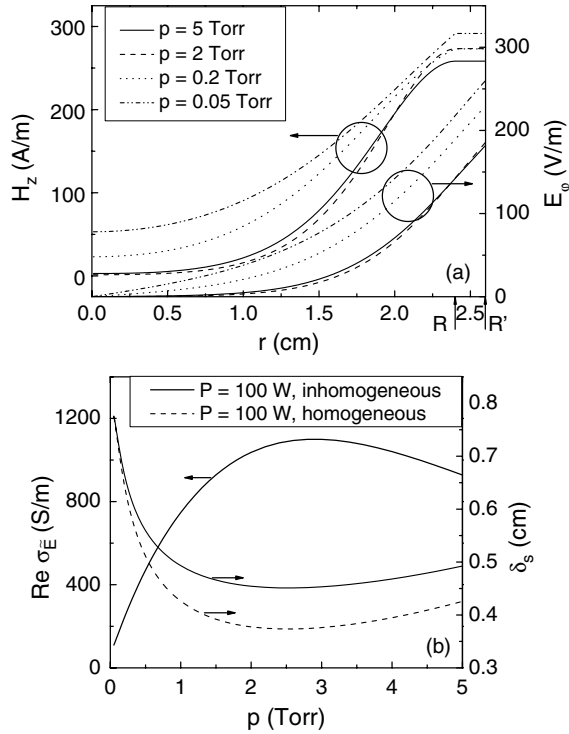 p = 5 Torr
p = 2 Torr
p = 0.2 Torr
p = 0.05 Torr
H_z (A/m)
300
200
100
0
E_φ (V/m)
300
200
100
0
(a)
0.0 0.5 1.0 1.5 2.0 2.5
R R'
r (cm)
P = 100 W, inhomogeneous
P = 100 W, homogeneous
Re σ_Ẽ (S/m)
1200
800
400
0
δ_s (cm)
0.8
0.7
0.6
0.5
0.4
0.3
(b)
0 1 2 3 4 5
p (Torr)